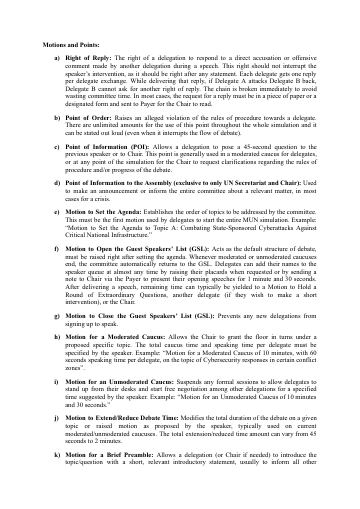 Motions and Points:
a) Right of Reply: The right of a delegation to respond to a direct accusation or offensive
comment made by another delegation during a speech. This right should not interrupt the
speaker's intervention, as it should be right after any statement. Each delegate gets one reply
per delegate exchange. While delivering that reply, if Delegate A attacks Delegate B back,
Delegate B cannot ask for another right of reply. The chain is broken immediately to avoid
wasting committee time. In most cases, the request for a reply must be in a piece of paper or a
designated form and sent to Payer for the Chair to read.
b) Point of Order: Raises an alleged violation of the rules of procedure towards a delegate.
There are unlimited amounts for the use of this point throughout the whole simulation and it
can be stated out loud (even when it interrupts the flow of debate).
c) Point of Information (POI): Allows a delegation to pose a 45-second question to the
previous speaker or to Chair. This point is generally used in a moderated caucus for delegates,
or at any point of the simulation for the Chair to request clarifications regarding the rules of
procedure and/or progress of the debate.
d) Point of Information to the Assembly (exclusive to only UN Secretariat and Chair): Used
to make an announcement or inform the entire committee about a relevant matter, in most
cases for a crisis.
e) Motion to Set the Agenda: Establishes the order of topics to be addressed by the committee.
This must be the first motion used by delegates to start the entire MUN simulation. Example:
"Motion to Set the Agenda to Topic A: Combating State-Sponsored Cyberattacks Against
Critical National Infrastructure."
f) Motion to Open the Guest Speakers' List (GSL): Acts as the default structure of debate,
must be raised right after setting the agenda. Whenever moderated or unmoderated caucuses
end, the committee automatically returns to the GSL. Delegates can add their names to the
speaker queue at almost any time by raising their placards when requested or by sending a
note to Chair via the Payer to present their opening speeches for 1 minute and 30 seconds.
After delivering a speech, remaining time can typically be yielded to a Motion to Hold a
Round of Extraordinary Questions, another delegate (if they wish to make a short
intervention), or the Chair.
g) Motion to Close the Guest Speakers' List (GSL): Prevents any new delegations from
signing up to speak.
h) Motion for a Moderated Caucus: Allows the Chair to grant the floor in turns under a
proposed specific topic. The total caucus time and speaking time per delegate must be
specified by the speaker. Example: "Motion for a Moderated Caucus of 10 minutes, with 60
seconds speaking time per delegate, on the topic of Cybersecurity responses in certain conflict
zones".
i) Motion for an Unmoderated Caucus: Suspends any formal sessions to allow delegates to
stand up from their desks and start free negotiation among other delegations for a specified
time suggested by the speaker. Example: "Motion for an Unmoderated Caucus of 10 minutes
and 30 seconds."
j) Motion to Extend/Reduce Debate Time: Modifies the total duration of the debate on a given
topic or raised motion as proposed by the speaker, typically used on current
moderated/unmoderated caucuses. The total extension/reduced time amount can vary from 45
seconds to 2 minutes.
k) Motion for a Brief Preamble: Allows a delegation (or Chair if needed) to introduce the
topic/question with a short, relevant introductory statement, usually to inform all other